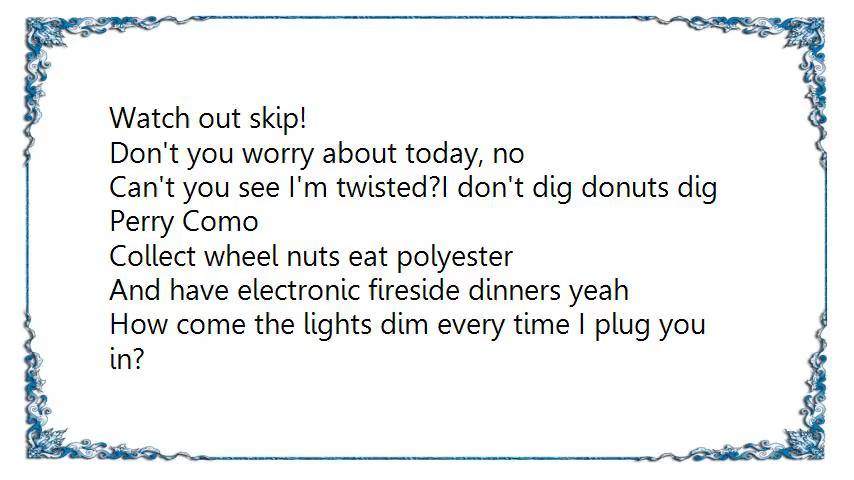 Watch out skip!
Don't you worry about today, no
Can't you see I'm twisted?I don't dig donuts dig
Perry Como
Collect wheel nuts eat polyester
And have electronic fireside dinners yeah
How come the lights dim every time I plug you
in?